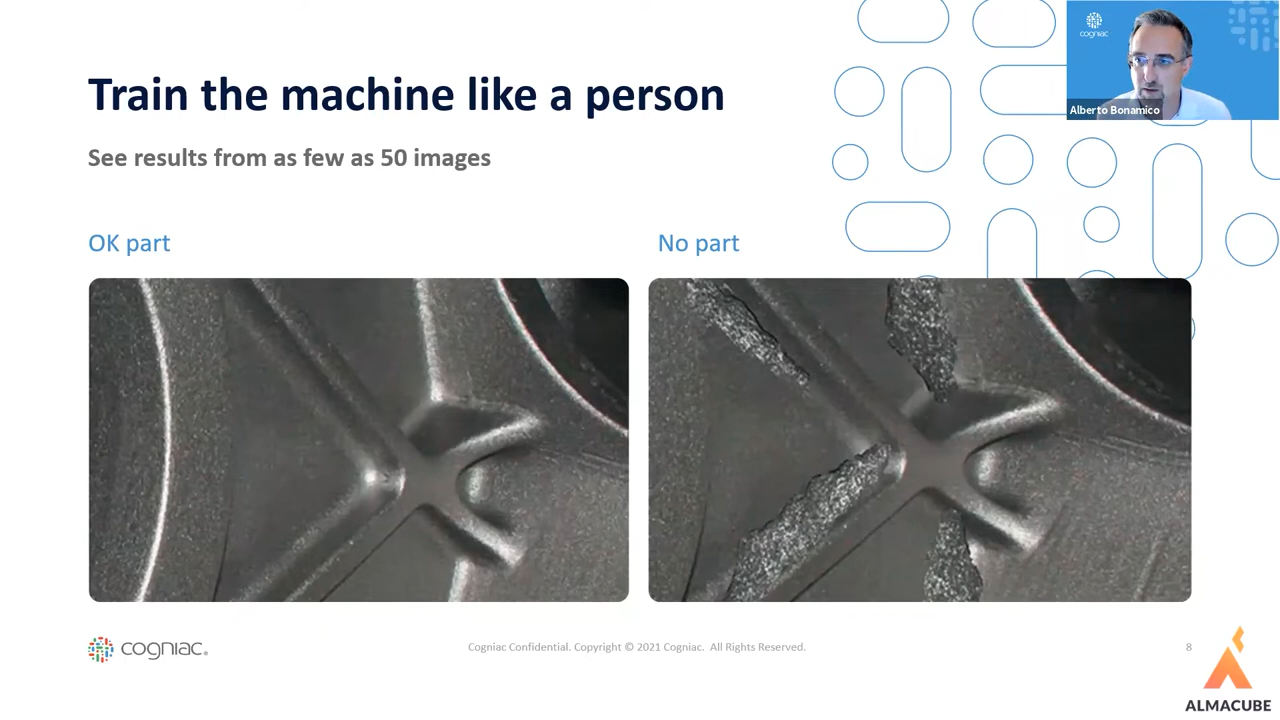 cogniac
Alberto Bonamico
Train the machine like a person
See results from as few as 50 images
OK part
No part
cogniac®
Cogniac Confidential. Copyright © 2021 Cogniac. All Rights Reserved.
8
ALMACUBE